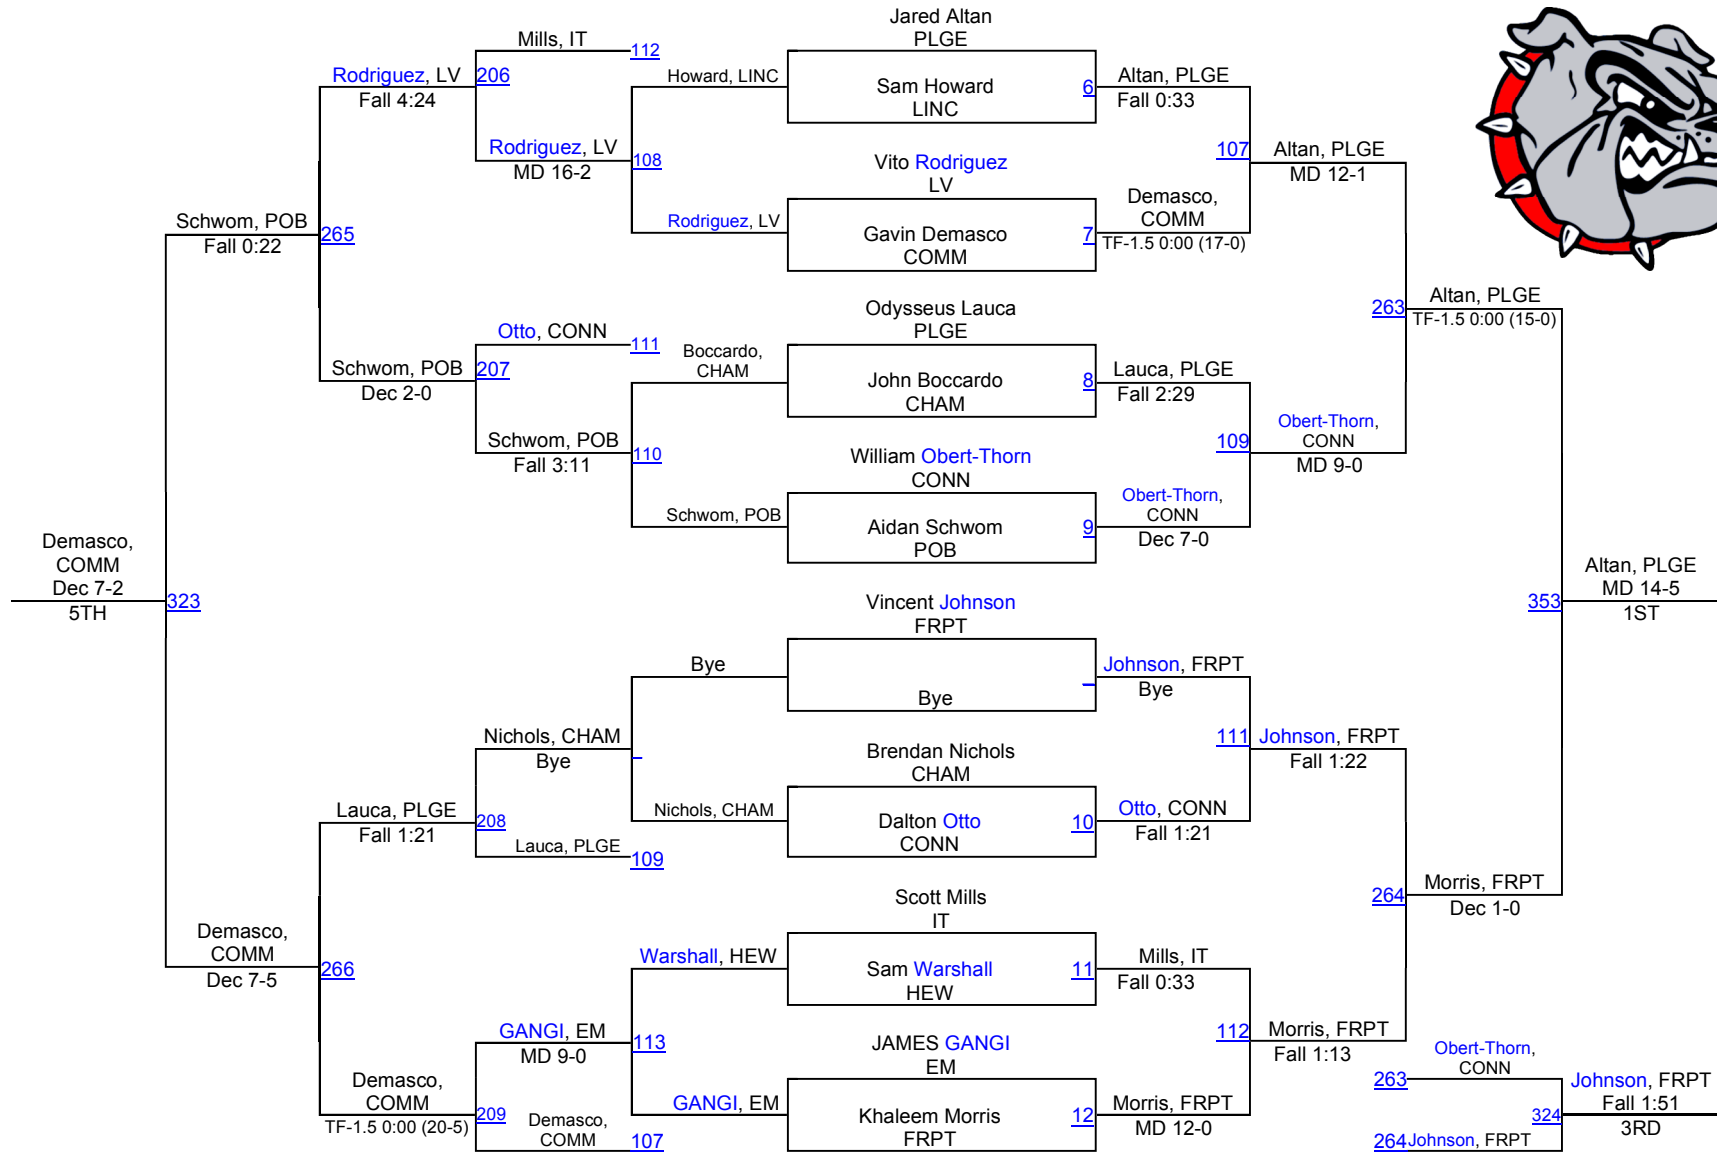 Jared Altan
PLGE
Mills, IT
112
Rodriguez, LV
206
Fall 4:24
Howard, LINC
Sam Howard
LINC
6
Altan, PLGE
Fall 0:33
Rodriguez, LV
MD 16-2
108
Vito Rodriguez
LV
107
Altan, PLGE
MD 12-1
Schwom, POB
Fall 0:22
265
Rodriguez, LV
Gavin Demasco
COMM
7
Demasco,
COMM
TF-1.5 0:00 (17-0)
Otto, CONN
111
Odysseus Lauca
PLGE
263
Altan, PLGE
TF-1.5 0:00 (15-0)
Schwom, POB
Dec 2-0
207
Boccardo,
CHAM
John Boccardo
CHAM
8
Lauca, PLGE
Fall 2:29
Schwom, POB
Fall 3:11
110
William Obert-Thorn
CONN
109
Obert-Thorn,
CONN
MD 9-0
Schwom, POB
Aidan Schwom
POB
9
Obert-Thorn,
CONN
Dec 7-0
Demasco,
COMM
Dec 7-2
5TH
323
Vincent Johnson
FRPT
353
Altan, PLGE
MD 14-5
1ST
Bye
Bye
Johnson, FRPT
Bye
Nichols, CHAM
Bye
Brendan Nichols
CHAM
111
Johnson, FRPT
Fall 1:22
Lauca, PLGE
Fall 1:21
208
Nichols, CHAM
Dalton Otto
CONN
10
Otto, CONN
Fall 1:21
Lauca, PLGE
109
Scott Mills
IT
264
Morris, FRPT
Dec 1-0
Demasco,
COMM
Dec 7-5
266
Warshall, HEW
Sam Warshall
HEW
11
Mills, IT
Fall 0:33
GANGI, EM
MD 9-0
113
JAMES GANGI
EM
112
Morris, FRPT
Fall 1:13
Demasco,
COMM
TF-1.5 0:00 (20-5)
209
GANGI, EM
Khaleem Morris
FRPT
12
Morris, FRPT
MD 12-0
Demasco,
COMM
107
263
Obert-Thorn,
CONN
324
Johnson, FRPT
Fall 1:51
3RD
264
Johnson, FRPT